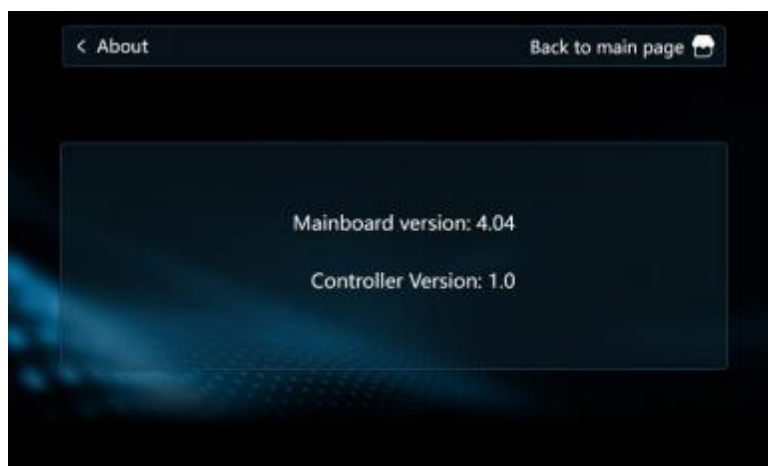 < About
Back to main page
Mainboard version: 4.04
Controller Version: 1.0